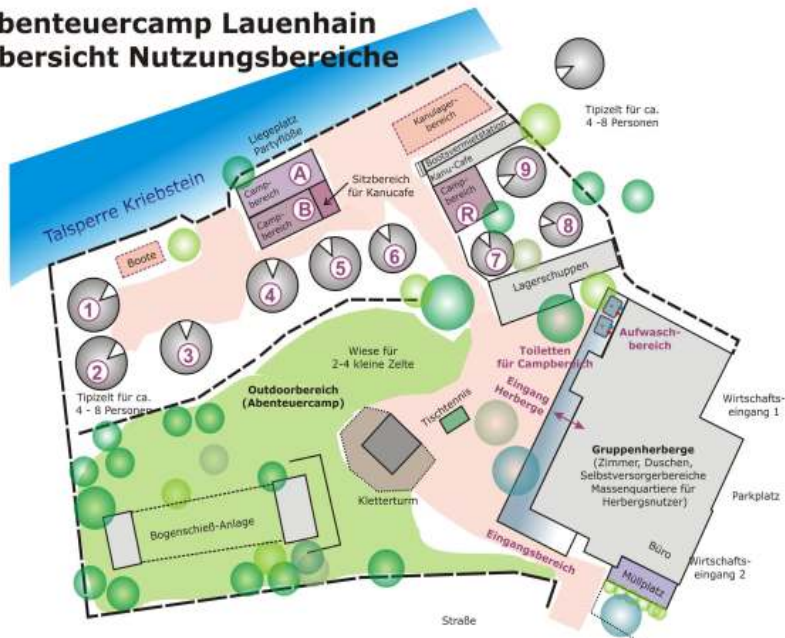 benteuercamp Lauenhain
bersicht Nutzungsbereiche
Tipizelt für ca.
4 -8 Personen
Talsperre Kriebstein
Liegeplatz
Partyflöße
Kanulager-
bereich
Bootsvermietstation
Kanu-Cafe
Camp-
bereich
A
Camp-
bereich
B
Sitzbereich
für Kanucafe
Camp-
bereich
R
9
8
7
6
5
4
3
2
1
Boote
Lagerschuppen
Tipizelt für ca.
4 - 8 Personen
Wiese für
2-4 kleine Zelte
Outdoorbereich
(Abenteuercamp)
Toiletten
für Campbereich
Aufwasch-
bereich
Eingang
Herberge
Tischtennis
Kletterturm
Bogenschieß-Anlage
Gruppenherberge
(Zimmer, Duschen,
Selbstversorgerbereiche
Massenquartiere für
Herbergsnutzer)
Wirtschafts-
eingang 1
Parkplatz
Büro
Wirtschafts-
eingang 2
Müllplatz
Eingangsbereich
Straße